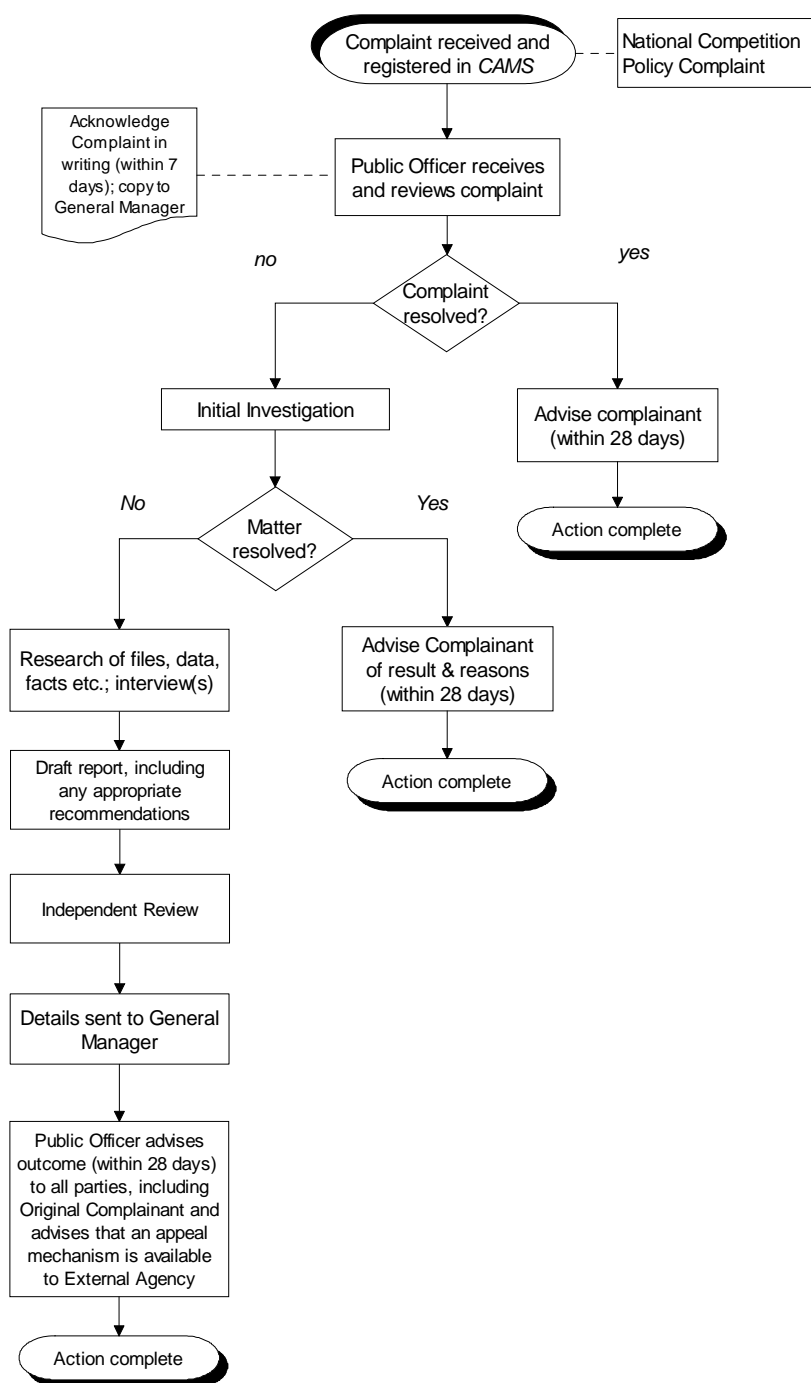 Complaint received and
registered in CAMS
National Competition
Policy Complaint
Acknowledge
Complaint in
writing (within 7
days); copy to
General Manager
Public Officer receives
and reviews complaint
no
yes
Complaint
resolved?
Initial Investigation
Advise complainant
(within 28 days)
Action complete
No
Yes
Matter
resolved?
Research of files, data,
facts etc.; interview(s)
Advise Complainant
of result & reasons
(within 28 days)
Action complete
Draft report, including
any appropriate
recommendations
Independent Review
Details sent to General
Manager
Public Officer advises
outcome (within 28 days)
to all parties, including
Original Complainant and
advises that an appeal
mechanism is available
to External Agency
Action complete